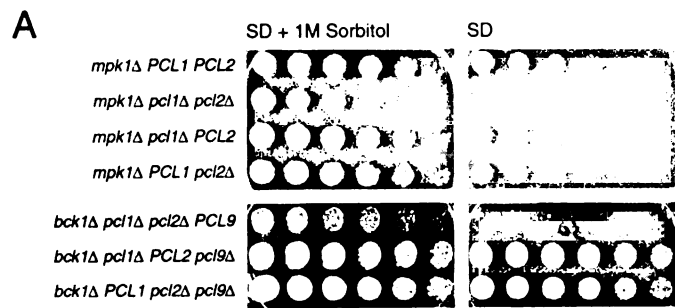 A
SD + 1M Sorbitol SD
mpk1Δ PCL1 PCL2
mpk1Δ pcl1Δ pcl2Δ
mpk1Δ pcl1Δ PCL2
mpk1Δ PCL1 pcl2Δ
bck1Δ pcl1Δ pcl2Δ PCL9
bck1Δ pcl1Δ PCL2 pcl9Δ
bck1Δ PCL1 pcl2Δ pcl9Δ